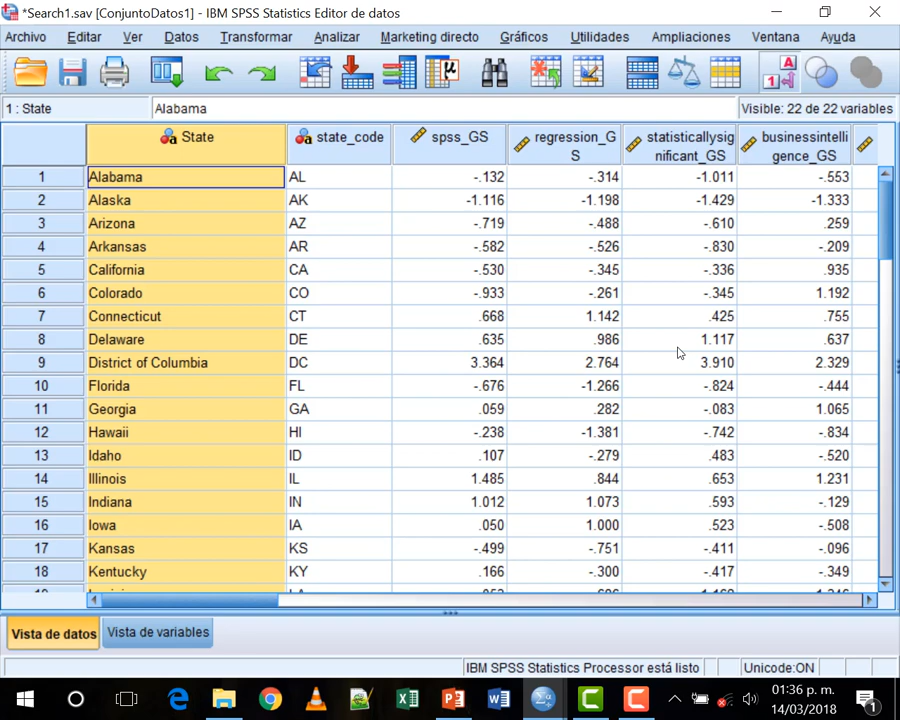 *Search1.sav [ConjuntoDatos1] - IBM SPSS Statistics Editor de datos
Archivo Editar Ver Datos Transformar Analizar Marketing directo Gráficos Utilidades Ampliaciones Ventana Ayuda
1 : State Alabama Visible: 22 de 22 variables
State state_code spss_GS regression_GS statisticallysignificant_GS businessintelligence_GS
1 Alabama AL -.132 -.314 -1.011 -.553
2 Alaska AK -1.116 -1.198 -1.429 -1.333
3 Arizona AZ -.719 -.488 -.610 .259
4 Arkansas AR -.582 -.526 -.830 -.209
5 California CA -.530 -.345 -.336 .935
6 Colorado CO -.933 -.261 -.345 1.192
7 Connecticut CT .668 1.142 .425 .755
8 Delaware DE .635 .986 1.117 .637
9 District of Columbia DC 3.364 2.764 3.910 2.329
10 Florida FL -.676 -1.266 -.824 -.444
11 Georgia GA .059 .282 -.083 1.065
12 Hawaii HI -.238 -1.381 -.742 -.834
13 Idaho ID .107 -.279 .483 -.520
14 Illinois IL 1.485 .844 .653 1.231
15 Indiana IN 1.012 1.073 .593 -.129
16 Iowa IA .050 1.000 .523 -.508
17 Kansas KS -.499 -.751 -.411 -.096
18 Kentucky KY .166 -.300 -.417 -.349
Vista de datos Vista de variables
IBM SPSS Statistics Processor está listo Unicode:ON
01:36 p. m.
14/03/2018